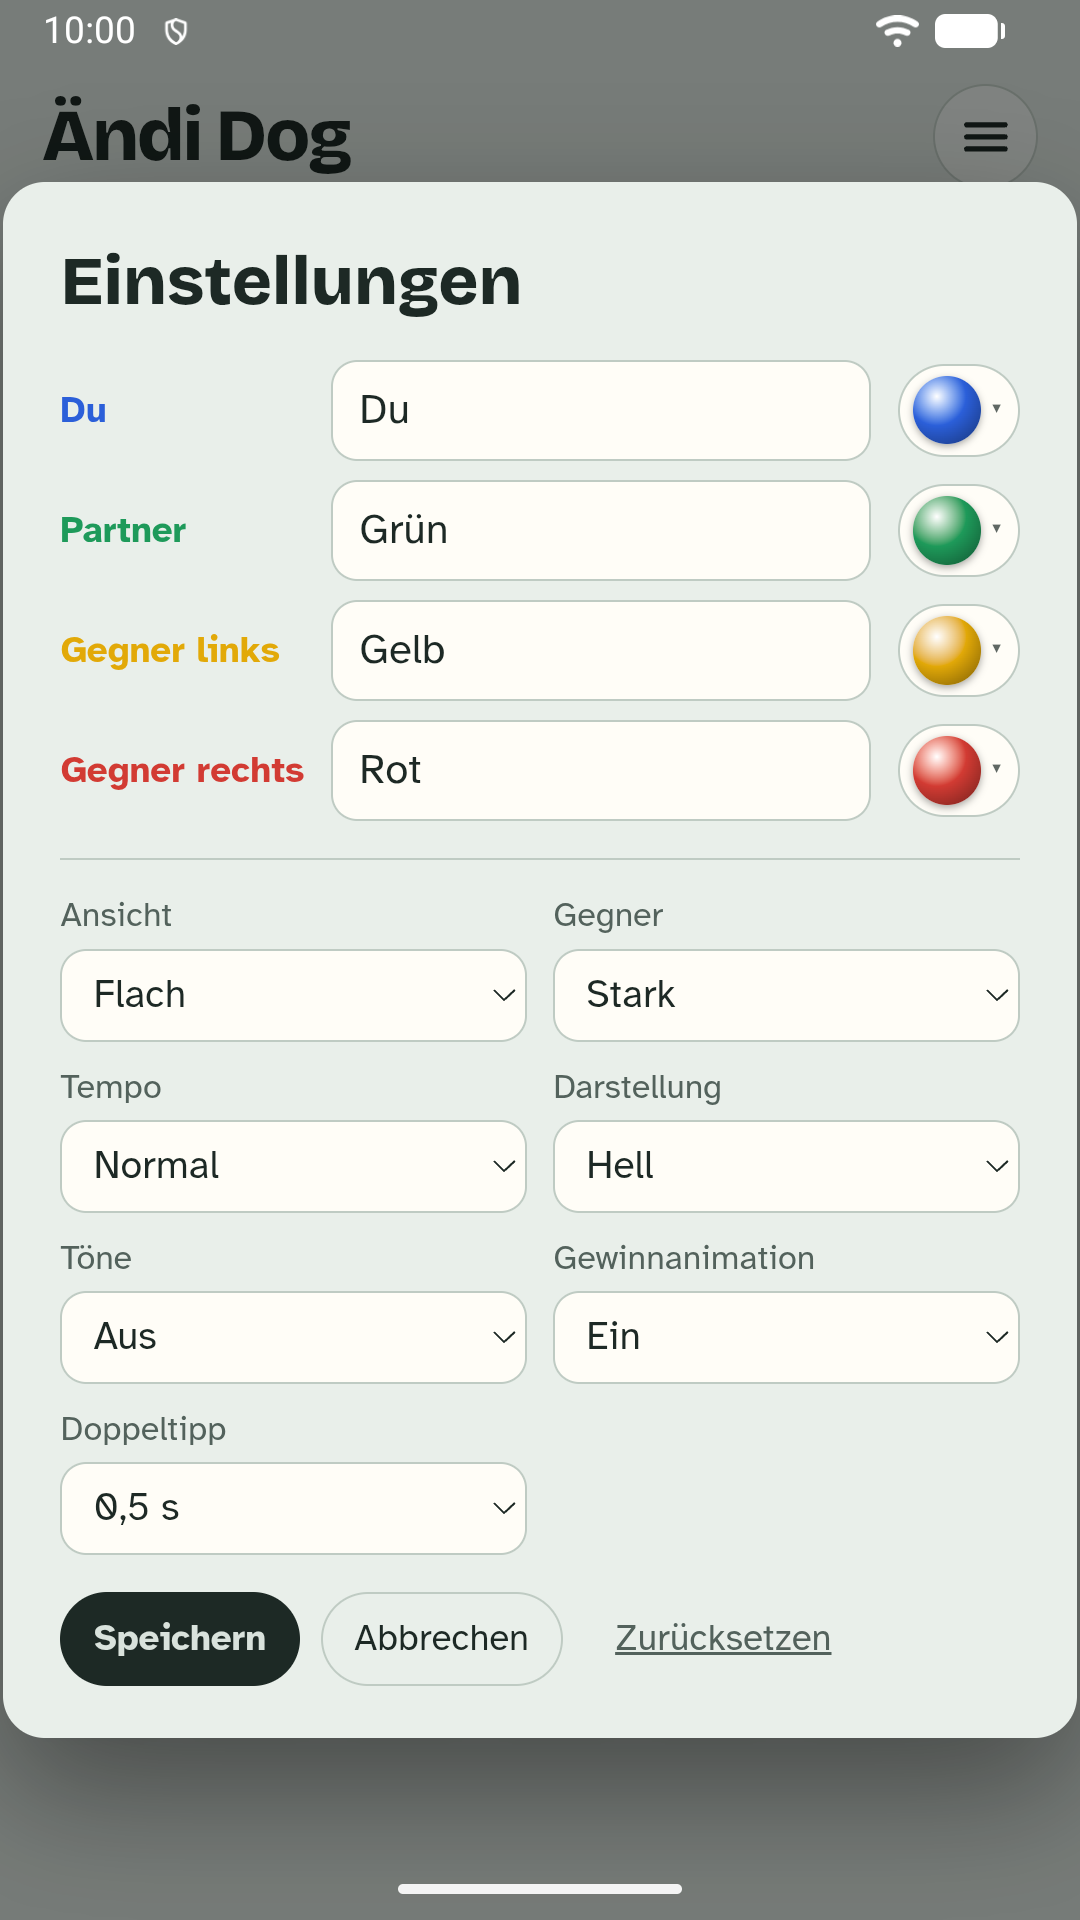 10:00
Ändi Dog
Einstellungen
Du Du
Partner Grün
Gegner links Gelb
Gegner rechts Rot
Ansicht Gegner
Flach Stark
Tempo Darstellung
Normal Hell
Töne Gewinnanimation
Aus Ein
Doppeltipp
0,5 s
Speichern Abbrechen Zurücksetzen